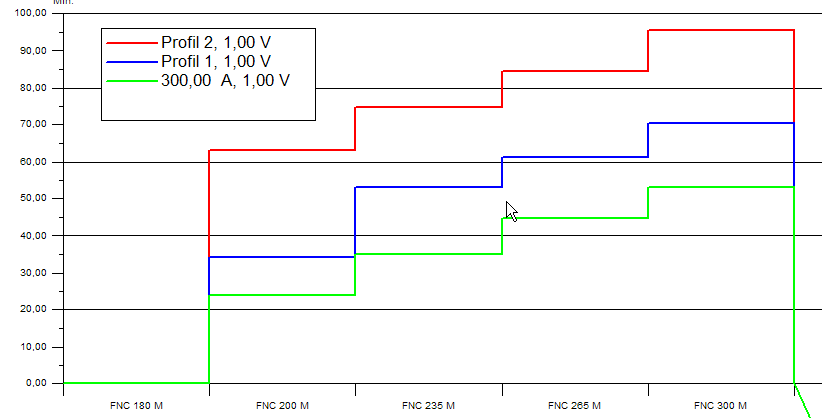 Min.
100,00
90,00
80,00
70,00
60,00
50,00
40,00
30,00
20,00
10,00
0,00
Profil 2, 1,00 V
Profil 1, 1,00 V
300,00 A, 1,00 V
FNC 180 M
FNC 200 M
FNC 235 M
FNC 265 M
FNC 300 M